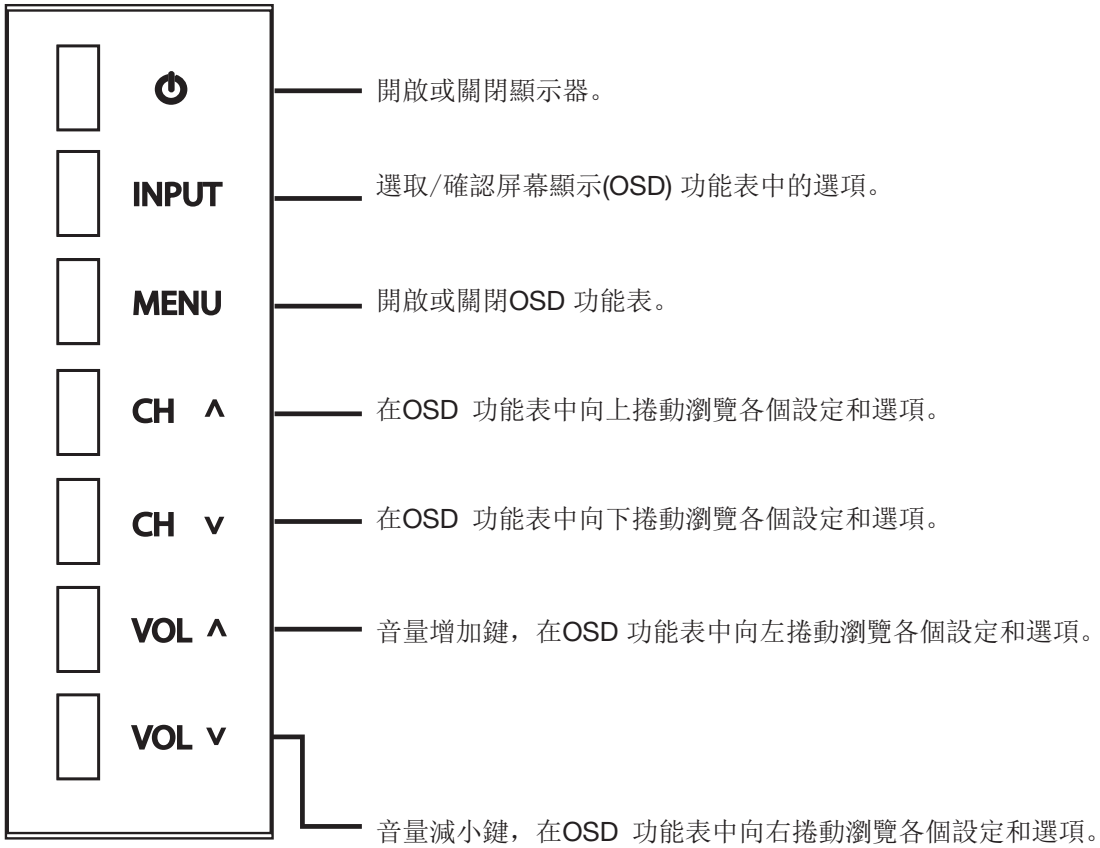 開啟或關閉顯示器。
INPUT 選取/確認屏幕顯示(OSD) 功能表中的選項。
MENU 開啟或關閉OSD 功能表。
CH ∧ 在OSD 功能表中向上捲動瀏覽各個設定和選項。
CH ∨ 在OSD 功能表中向下捲動瀏覽各個設定和選項。
VOL ∧ 音量增加鍵，在OSD 功能表中向左捲動瀏覽各個設定和選項。
VOL ∨
音量減小鍵，在OSD 功能表中向右捲動瀏覽各個設定和選項。